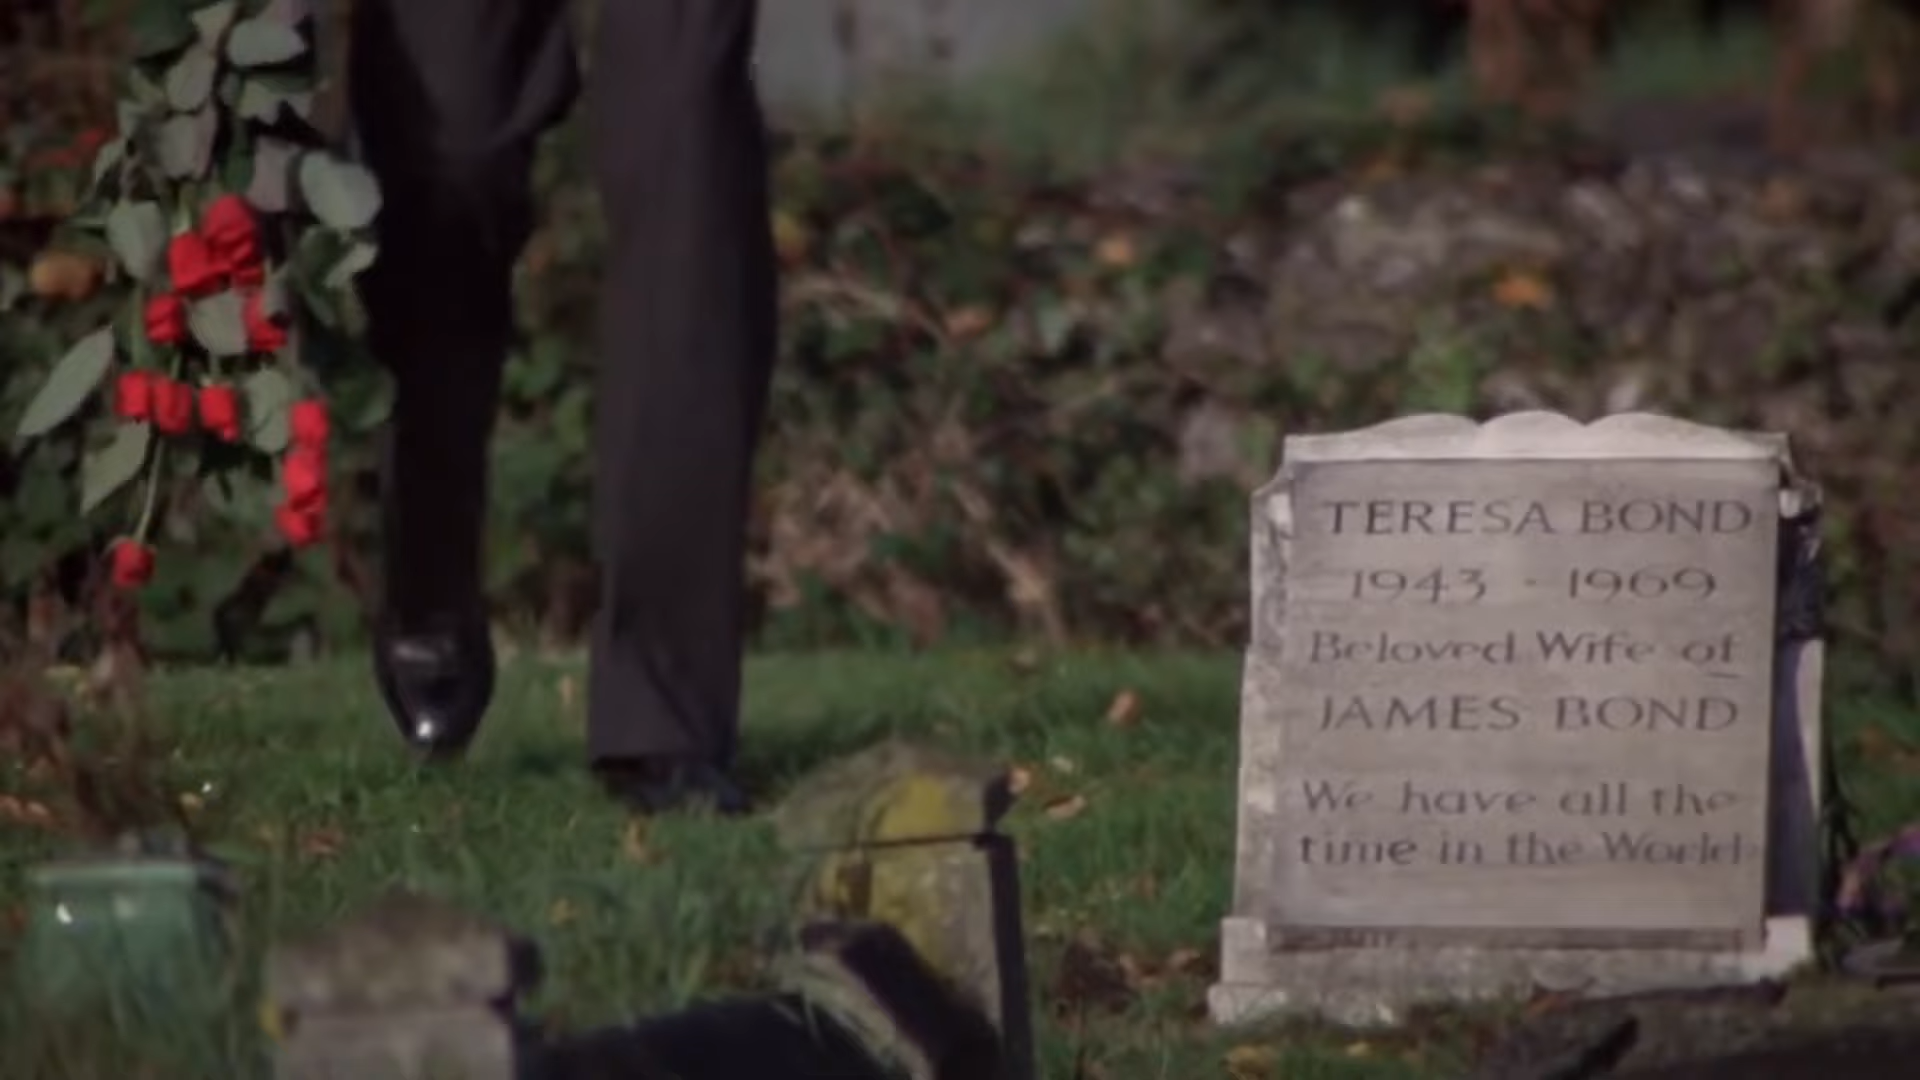 TERESA BOND
1943 - 1969
Beloved Wife of
JAMES BOND
We have all the
time in the World